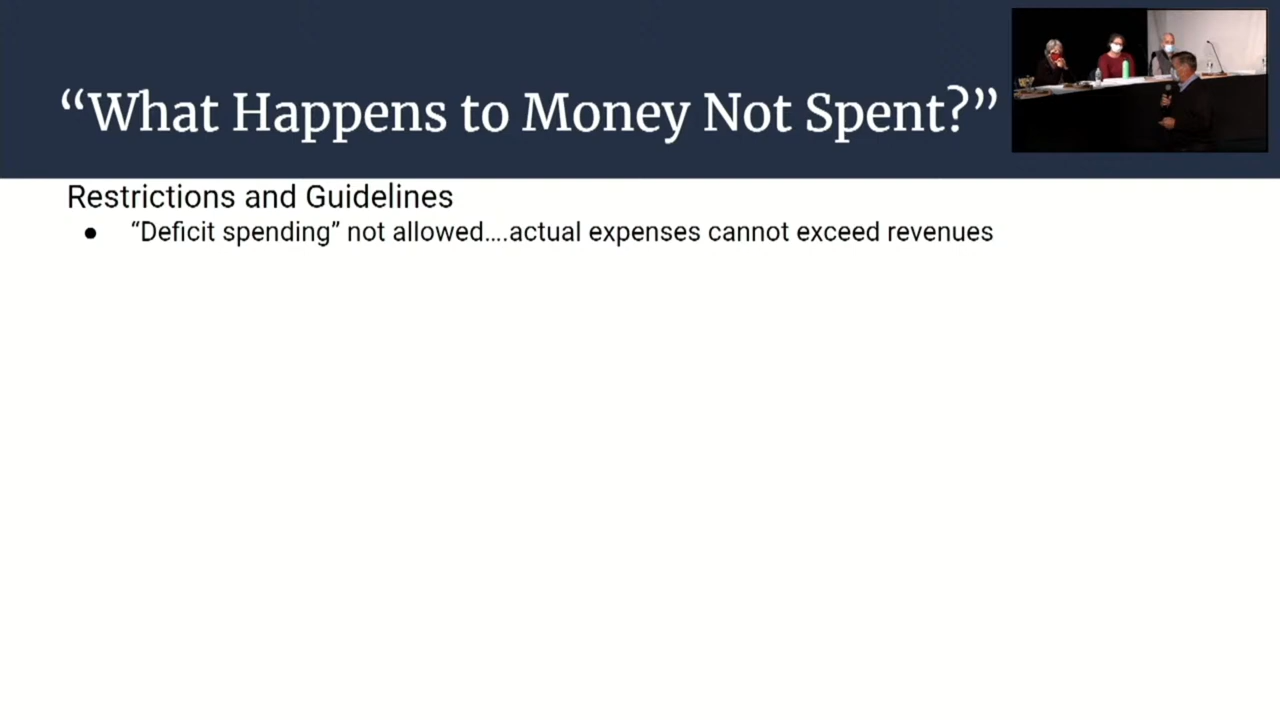 “What Happens to Money Not Spent?”
Restrictions and Guidelines
● “Deficit spending” not allowed....actual expenses cannot exceed revenues